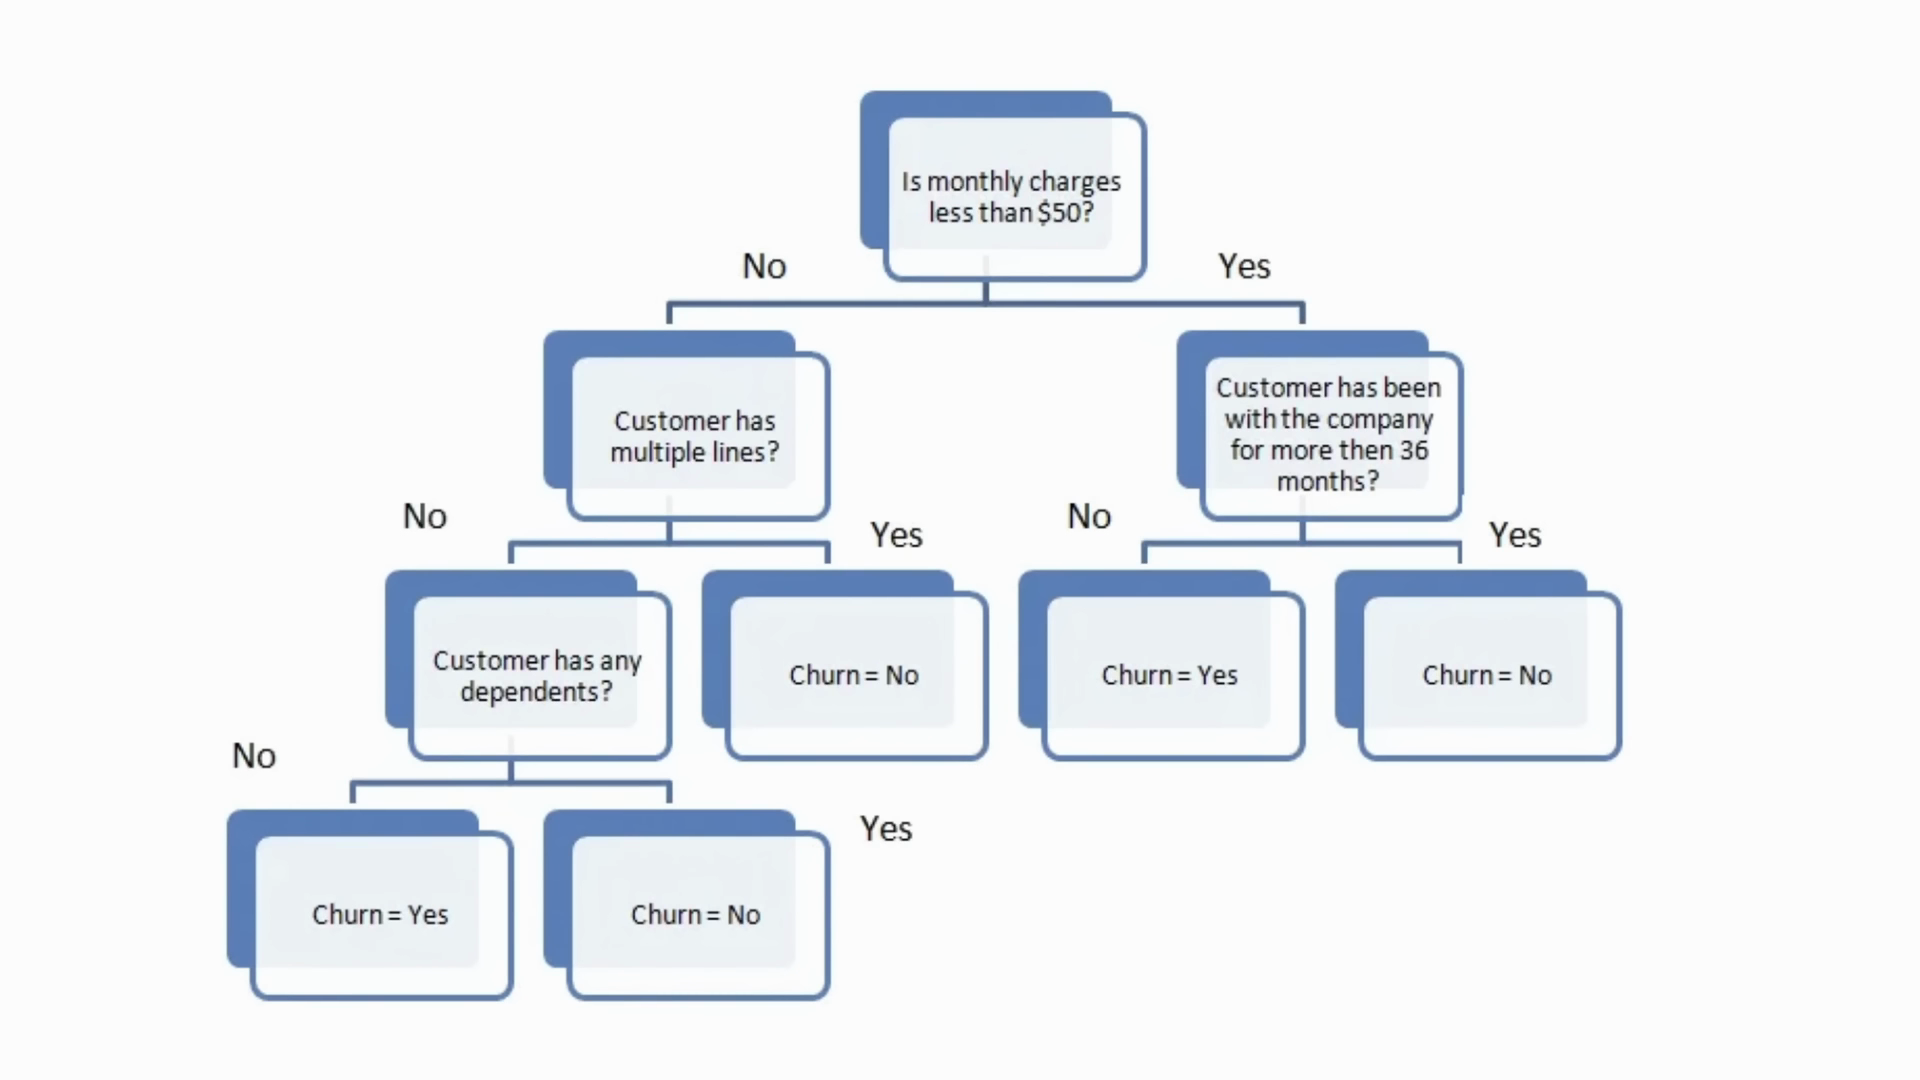 Is monthly charges
less than $50?
No
Yes
Customer has
multiple lines?
Customer has been
with the company
for more then 36
months?
No
Yes
No
Yes
Customer has any
dependents?
Churn = No
Churn = Yes
Churn = No
No
Yes
Churn = Yes
Churn = No